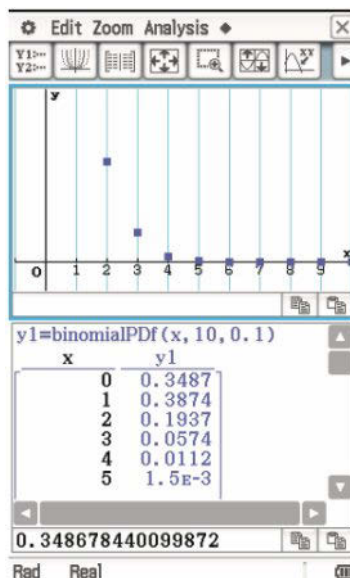 Edit Zoom Analysis
Y1:…
Y2:…
y
0 1 2 3 4 5 6 7 8 9 x
y1=binomialPDf(x,10,0.1)
x y1
0 0.3487
1 0.3874
2 0.1937
3 0.0574
4 0.0112
5 1.5E-3
0.348678440099872
Rad Real